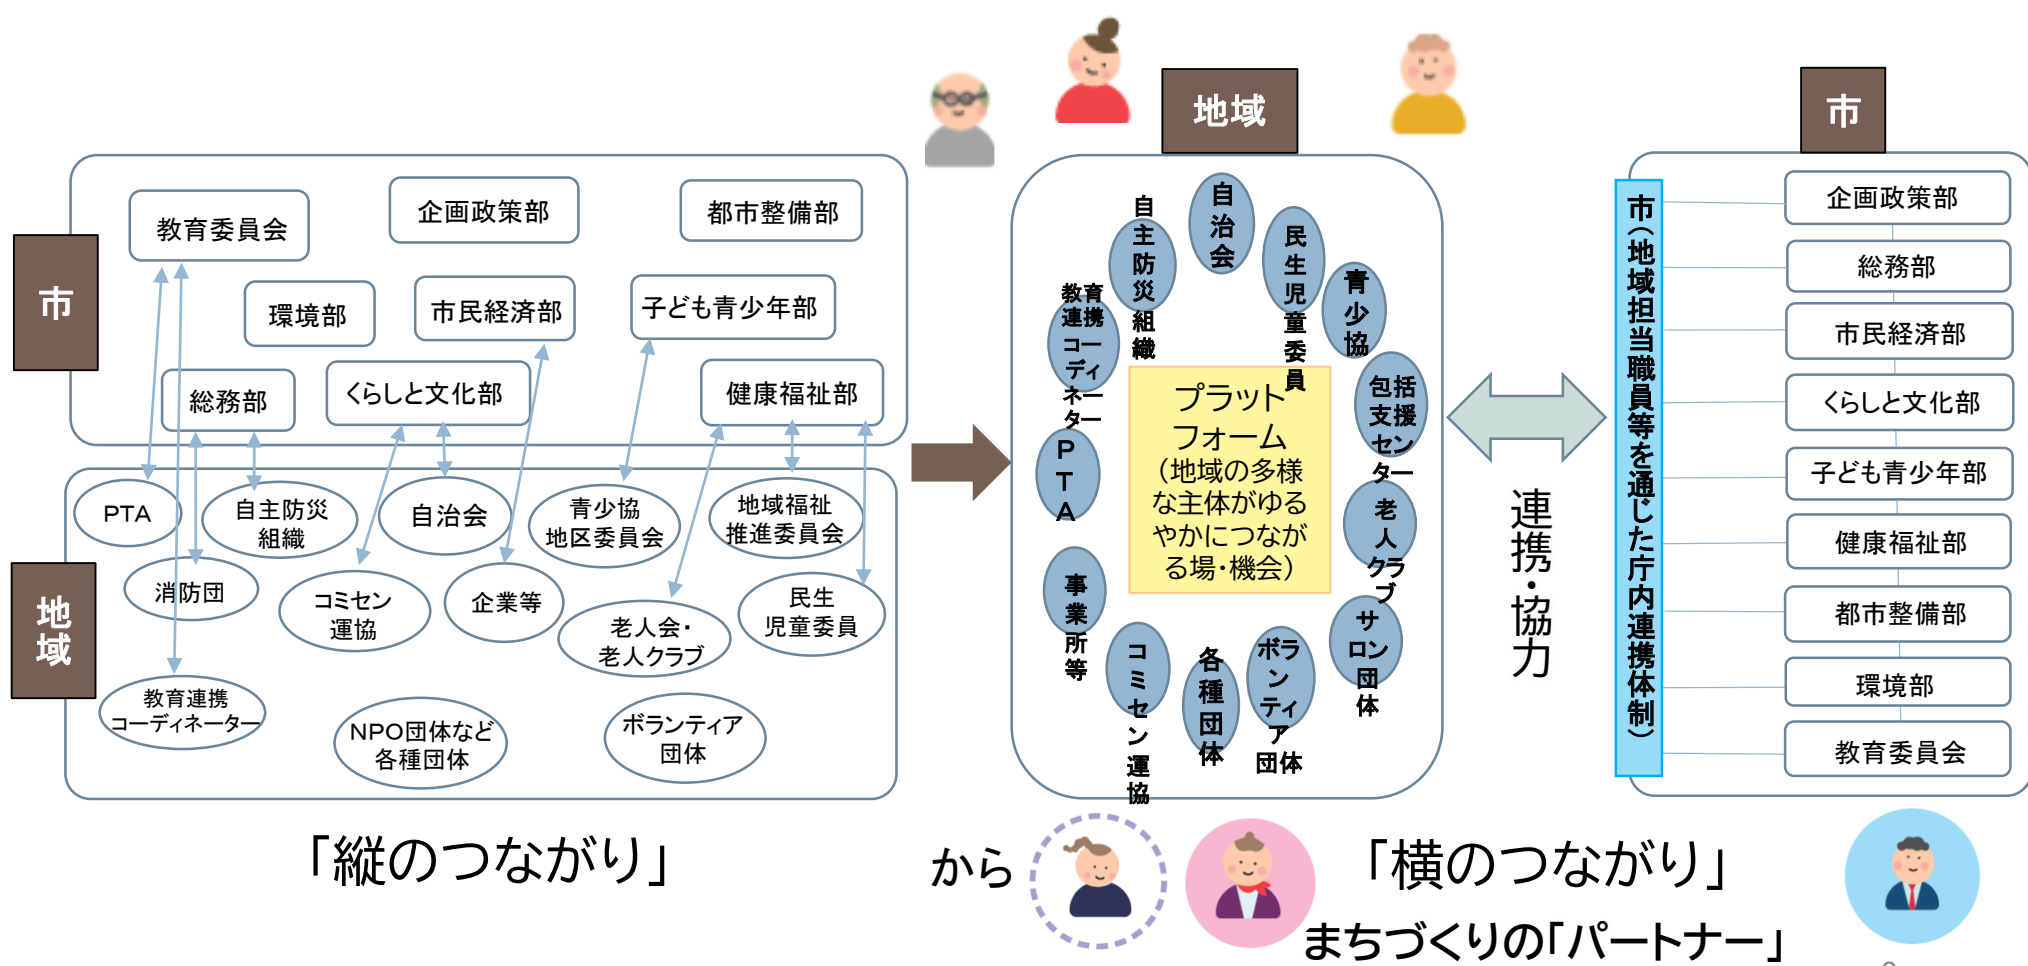 市
教育委員会
企画政策部
都市整備部
環境部
市民経済部
子ども青少年部
総務部
くらしと文化部
健康福祉部
地域
PTA
自主防災
組織
自治会
青少協
地区委員会
地域福祉
推進委員会
消防団
コミセン
運協
企業等
老人会・
老人クラブ
民生
児童委員
教育連携
コーディネーター
NPO団体など
各種団体
ボランティア
団体
「縦のつながり」
から
地域
自治会
自主防災組織
民生児童委員
教育
連携
コーディネーター
青少協
包括
支援
センター
PTA
老人
クラブ
事業所等
サロン団体
コミセン運協
各種団体
ボランティア団体
プラット
フォーム
(地域の多様
な主体がゆる
やかにつなが
る場・機会)
連携・協力
市
市(地域担当職員等を通じた庁内連携体制)
企画政策部
総務部
市民経済部
くらしと文化部
子ども青少年部
健康福祉部
都市整備部
環境部
教育委員会
「横のつながり」
まちづくりの「パートナー」